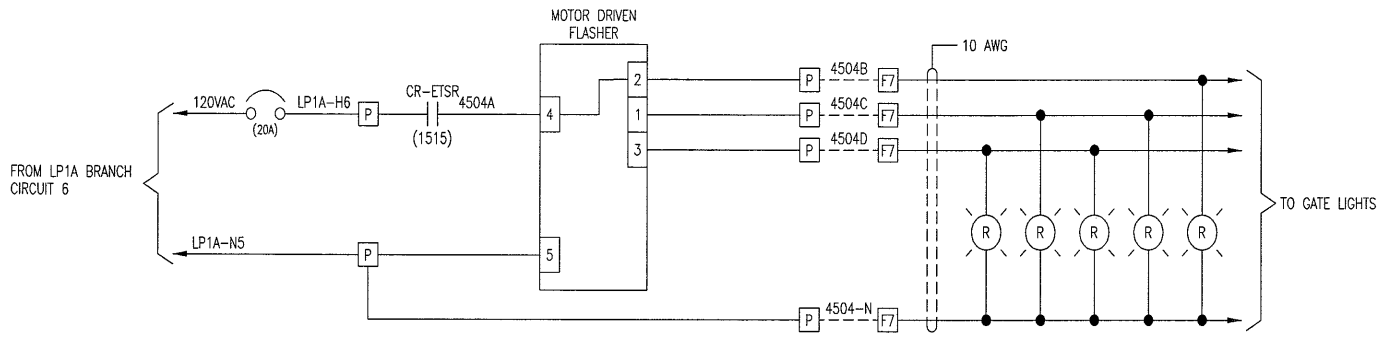 MOTOR DRIVEN
FLASHER
10 AWG
120VAC
(20A)
LP1A-H6
P
CR-ETSR
(1515)
4504A
4
2
1
3
P
4504B
F7
P
4504C
F7
P
4504D
F7
FROM LP1A BRANCH
CIRCUIT 6
TO GATE LIGHTS
R
R
R
R
R
LP1A-N5
P
5
P
4504-N
F7